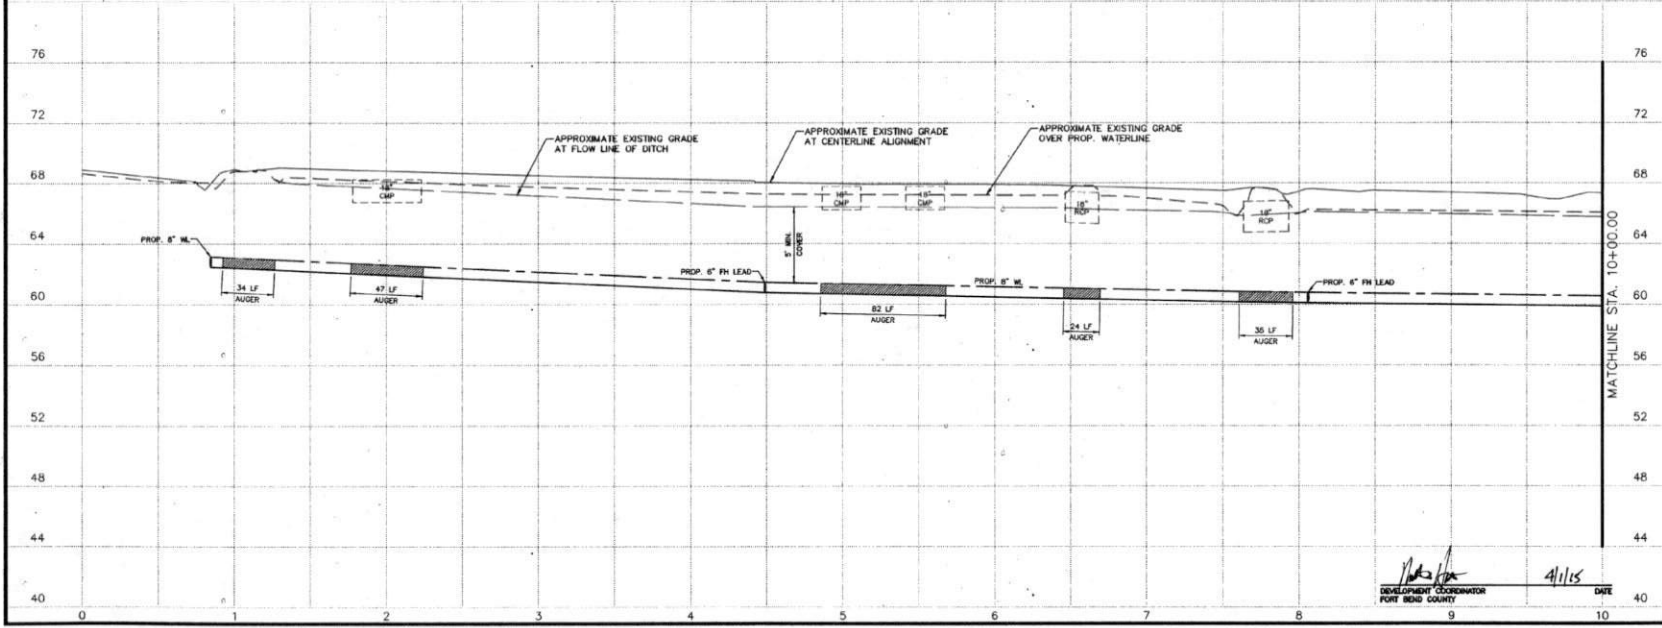 76
76
72
72
APPROXIMATE EXISTING GRADE
AT FLOW LINE OF DITCH
APPROXIMATE EXISTING GRADE
AT CENTERLINE ALIGNMENT
APPROXIMATE EXISTING GRADE
OVER PROP. WATERLINE
68
68
18"
CMP
18"
CMP
18"
CMP
18"
RCP
18"
RCP
64
64
PROP. 8" WL
5' MIN.
COVER
PROP. 6" FH LEAD
PROP. 8" WL
PROP. 6" FH LEAD
34 LF
AUGER
47 LF
AUGER
82 LF
AUGER
24 LF
AUGER
AUGER
60
60
MATCHLINE STA. 10+00.00
56
56
52
52
48
48
44
44
4/1/15
DEVELOPMENT COORDINATOR
FORT BEND COUNTY
DATE
40
40
0
1
2
3
4
5
6
7
8
9
10